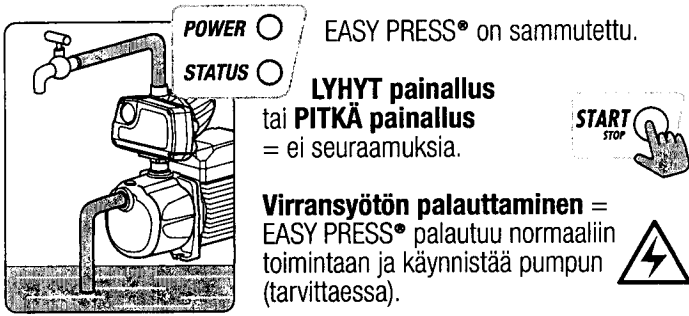 POWER
STATUS
EASY PRESS® on sammutettu.
LYHYT painallus
tai PITKÄ painallus
= ei seuraamuksia.
START
STOP
Virransyötön palauttaminen =
EASY PRESS® palautuu normaaliin
toimintaan ja käynnistää pumpun
(tarvittaessa).